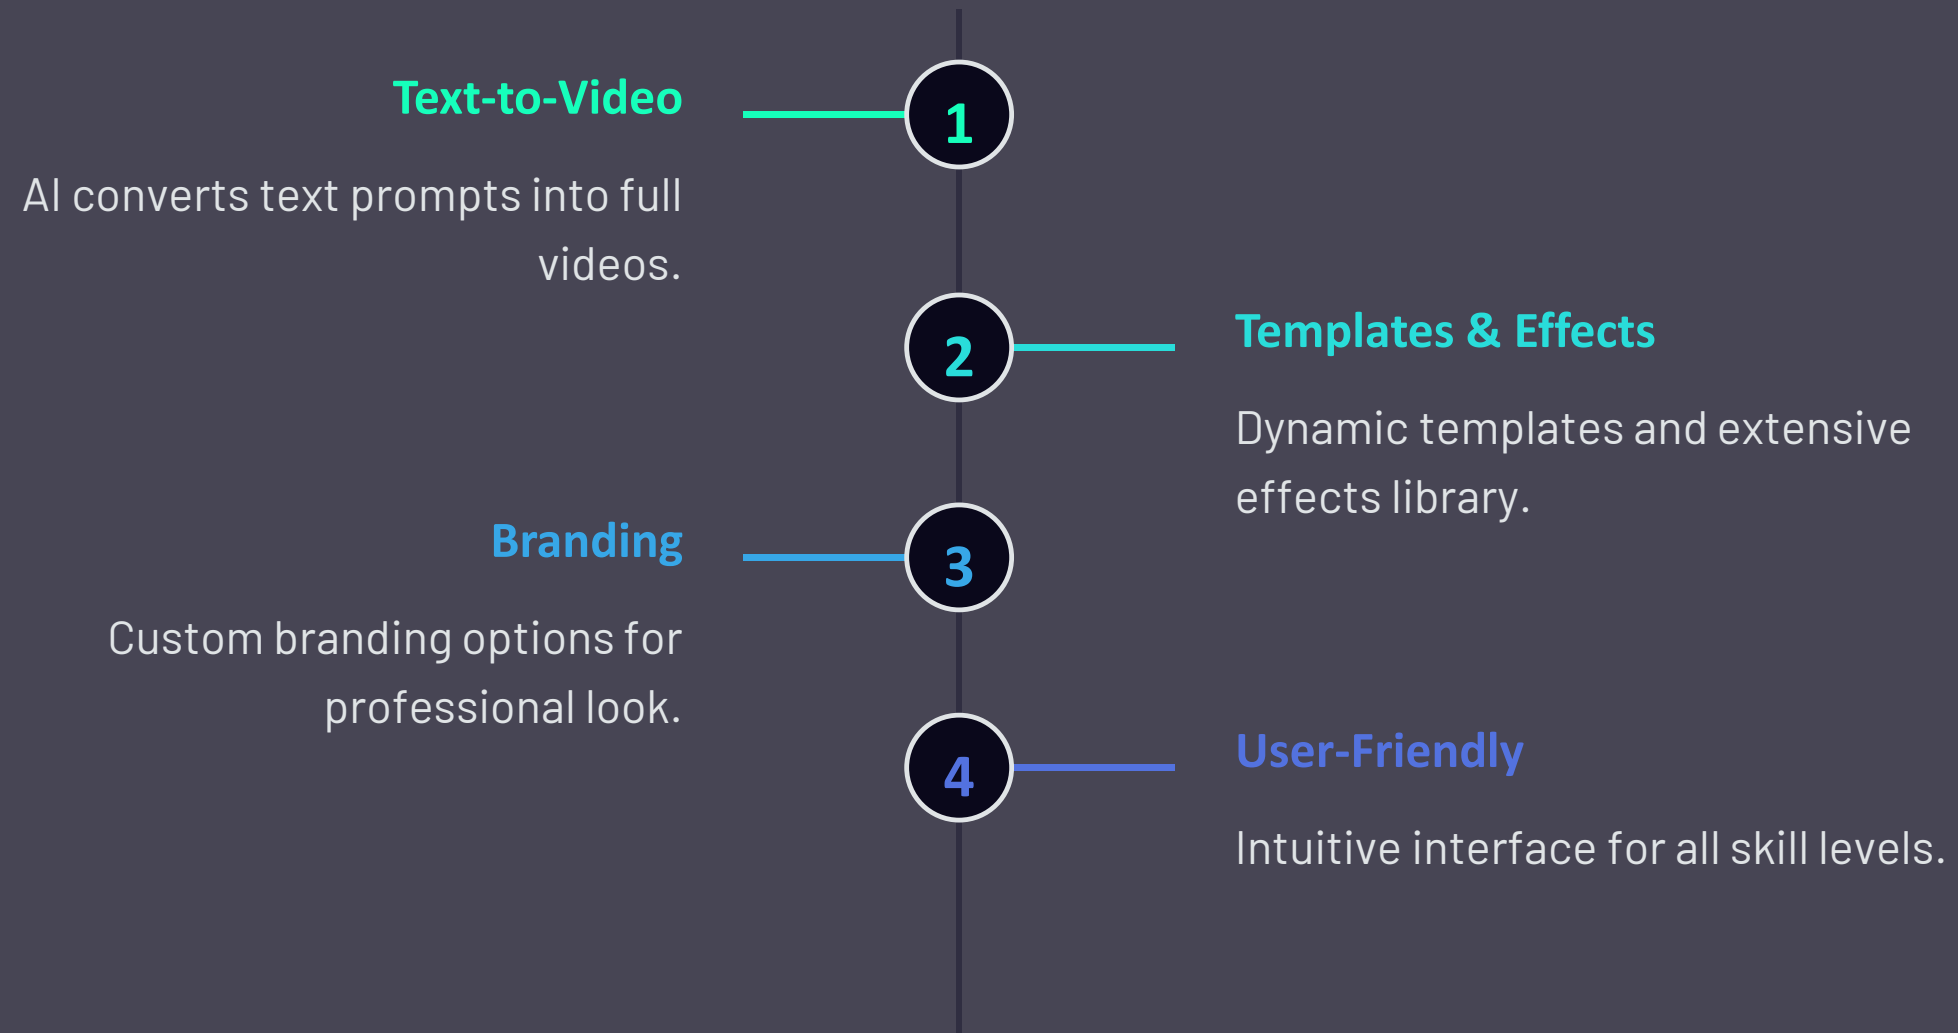 Text-to-Video
1
AI converts text prompts into full
videos.
2
Templates & Effects
Dynamic templates and extensive
effects library.
Branding
3
Custom branding options for
professional look.
4
User-Friendly
Intuitive interface for all skill levels.